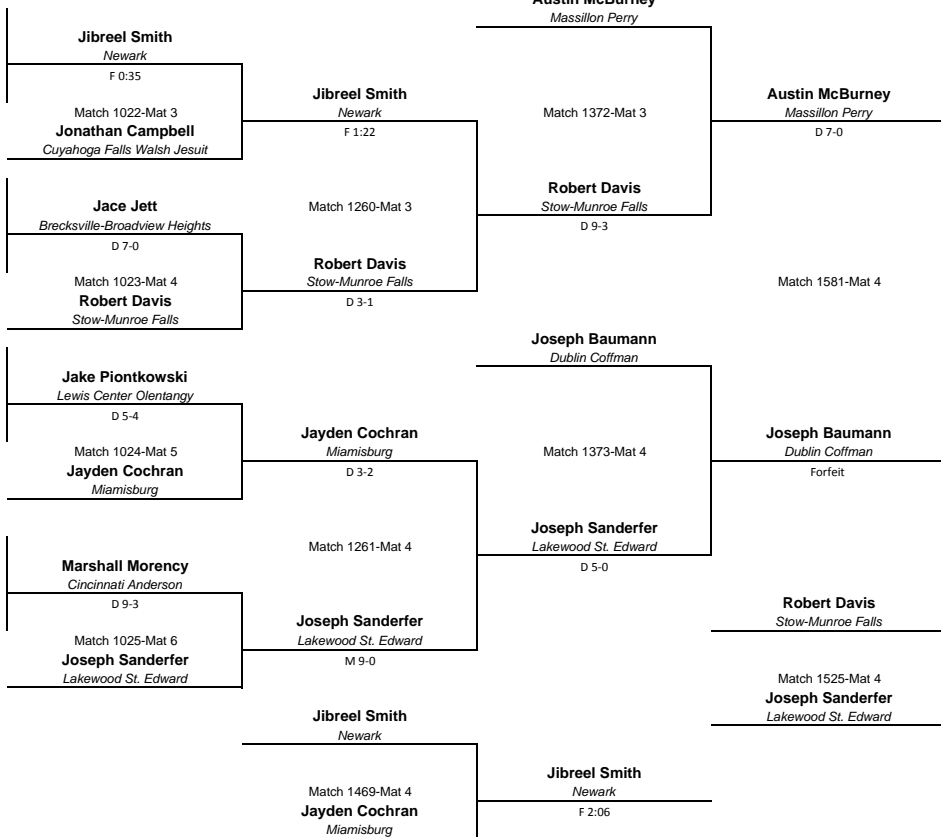 Austin McBurney
Massillon Perry
Jibreel Smith
Newark
F 0:35
Match 1022-Mat 3
Jonathan Campbell
Cuyahoga Falls Walsh Jesuit
Jibreel Smith
Newark
F 1:22
Match 1372-Mat 3
Austin McBurney
Massillon Perry
D 7-0
Jace Jett
Brecksville-Broadview Heights
D 7-0
Match 1023-Mat 4
Robert Davis
Stow-Munroe Falls
Match 1260-Mat 3
Robert Davis
Stow-Munroe Falls
D 3-1
Robert Davis
Stow-Munroe Falls
D 9-3
Match 1581-Mat 4
Jake Piontkowski
Lewis Center Olentangy
D 5-4
Match 1024-Mat 5
Jayden Cochran
Miamisburg
Jayden Cochran
Miamisburg
D 3-2
Joseph Baumann
Dublin Coffman
Match 1373-Mat 4
Joseph Baumann
Dublin Coffman
Forfeit
Marshall Morency
Cincinnati Anderson
D 9-3
Match 1025-Mat 6
Joseph Sanderfer
Lakewood St. Edward
Match 1261-Mat 4
Joseph Sanderfer
Lakewood St. Edward
M 9-0
Joseph Sanderfer
Lakewood St. Edward
D 5-0
Robert Davis
Stow-Munroe Falls
Match 1525-Mat 4
Joseph Sanderfer
Lakewood St. Edward
Jibreel Smith
Newark
Match 1469-Mat 4
Jayden Cochran
Miamisburg
Jibreel Smith
Newark
F 2:06